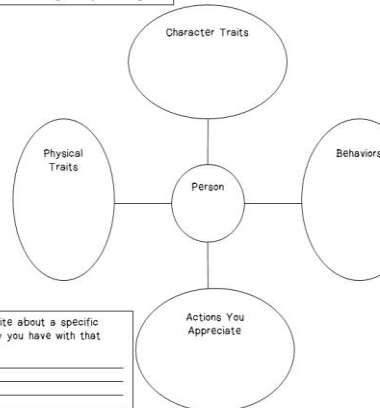 Character Traits
Physical
Traits
Person
Behaviors
Actions You
Appreciate
ite about a specific
y you have with that